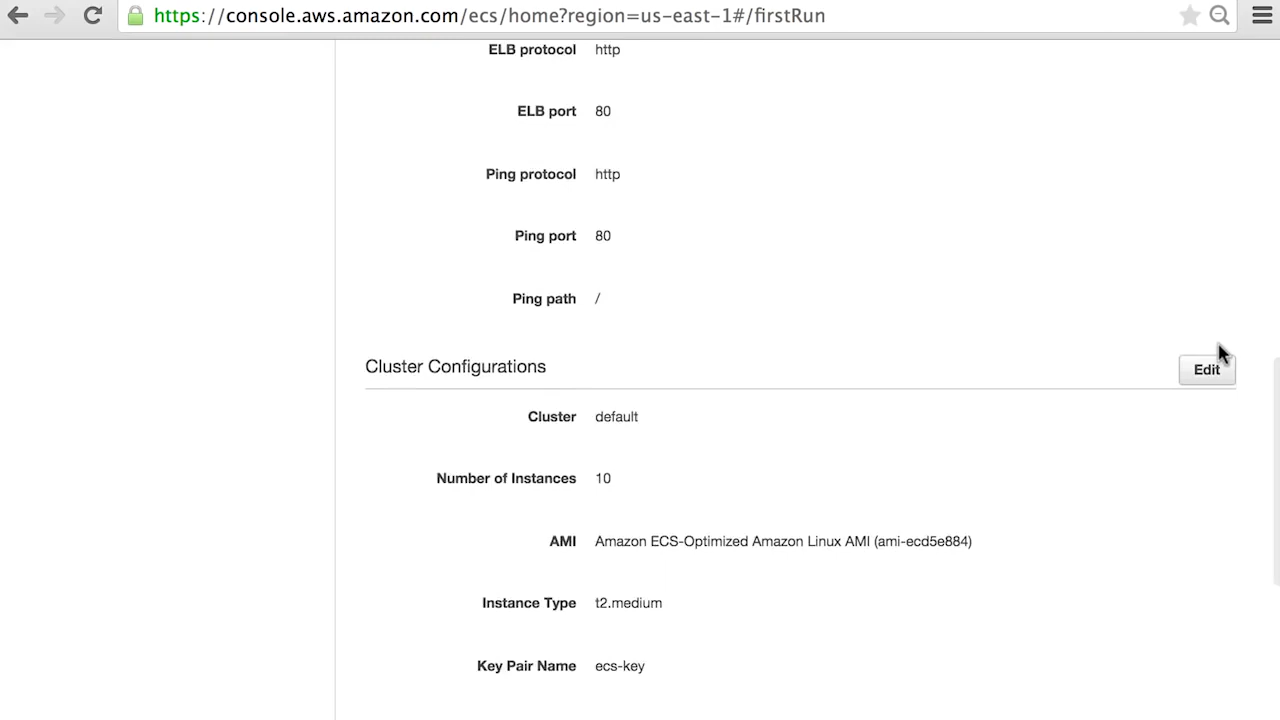 https://console.aws.amazon.com/ecs/home?region=us-east-1#/firstRun
ELB protocol http
ELB port 80
Ping protocol http
Ping port 80
Ping path /
Cluster Configurations Edit
Cluster default
Number of Instances 10
AMI Amazon ECS-Optimized Amazon Linux AMI (ami-ecd5e884)
Instance Type t2.medium
Key Pair Name ecs-key